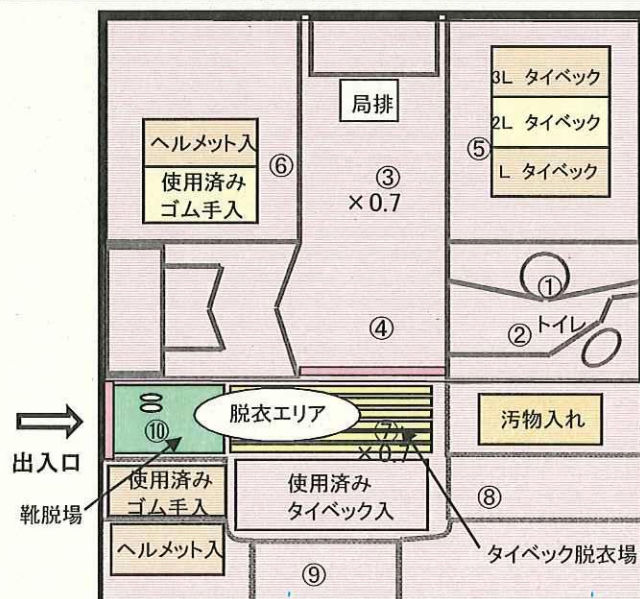 3L タイベック
2L タイベック
L タイベック
⑤
局排
③
×0.7
ヘルメット入
使用済み
ゴム手入
⑥
①
② トイレ
④
脱衣エリア
⑦
×0.7
⑩
汚物入れ
出入口
靴脱場
使用済み
ゴム手入
使用済み
タイベック入
⑧
ヘルメット入
タイベック脱衣場
⑨